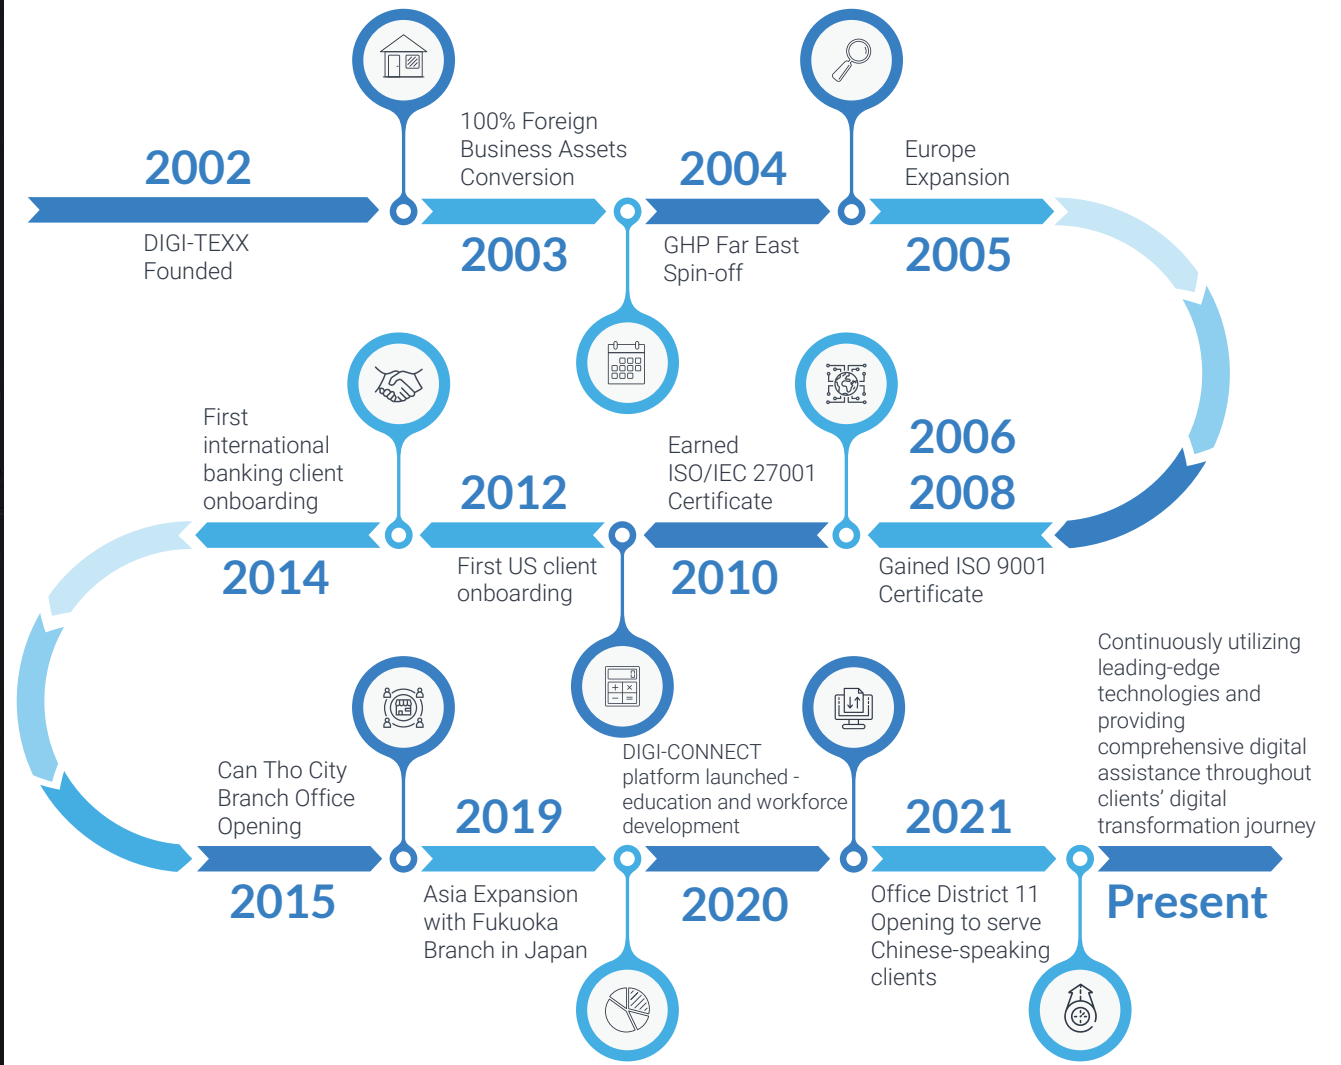 2002
DIGI-TEXX
Founded
100% Foreign
Business Assets
Conversion
2003
2004
GHP Far East
Spin-off
Europe
Expansion
2005
2006
2008
Gained ISO 9001
Certificate
Earned
ISO/IEC 27001
Certificate
2010
2012
First US client
onboarding
First
international
banking client
onboarding
2014
Can Tho City
Branch Office
Opening
2015
2019
Asia Expansion
with Fukuoka
Branch in Japan
DIGI-CONNECT
platform launched -
education and workforce
development
2020
2021
Office District 11
Opening to serve
Chinese-speaking
clients
Continuously utilizing
leading-edge
technologies and
providing
comprehensive digital
assistance throughout
clients’ digital
transformation journey
Present